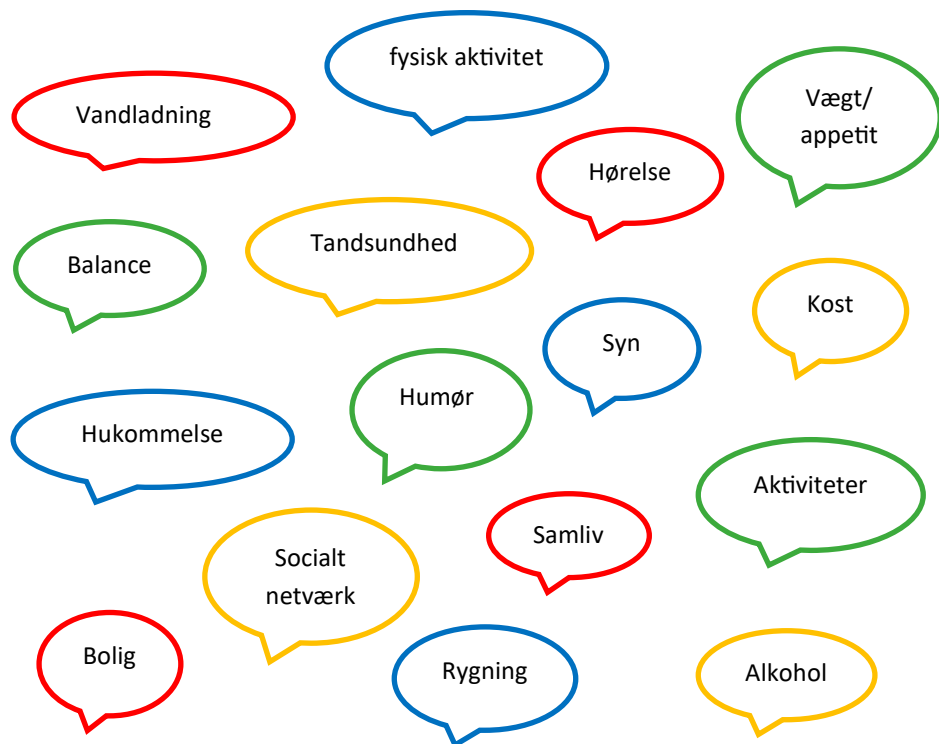 fysisk aktivitet
Vandladning
Vægt/
appetit
Hørelse
Tandsundhed
Balance
Kost
Syn
Humør
Hukommelse
Aktiviteter
Samliv
Socialt
netværk
Bolig
Rygning
Alkohol